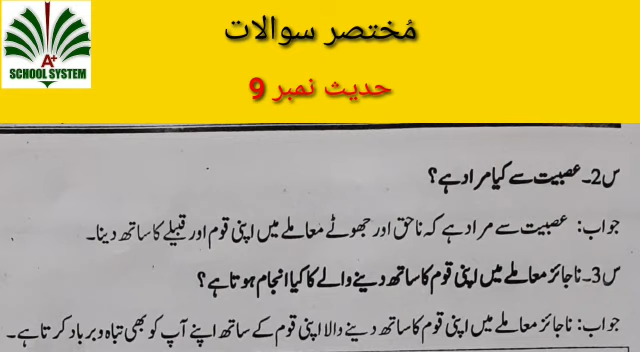 A+
SCHOOL SYSTEM
مُختصر سوالات
حدیث نمبر 9
س2۔ عصبیت سے کیا مراد ہے؟
جواب: عصبیت سے مراد ہے کہ ناحق اور جھوٹے معاملے میں اپنی قوم اور قبیلے کا ساتھ دینا۔
س3۔ ناجائز معاملے میں اپنی قوم کا ساتھ دینے والے کا کیا انجام ہوتا ہے؟
جواب: ناجائز معاملے میں اپنی قوم کا ساتھ دینے والا اپنی قوم کے ساتھ اپنے آپ کو بھی تباہ و برباد کرتا ہے۔